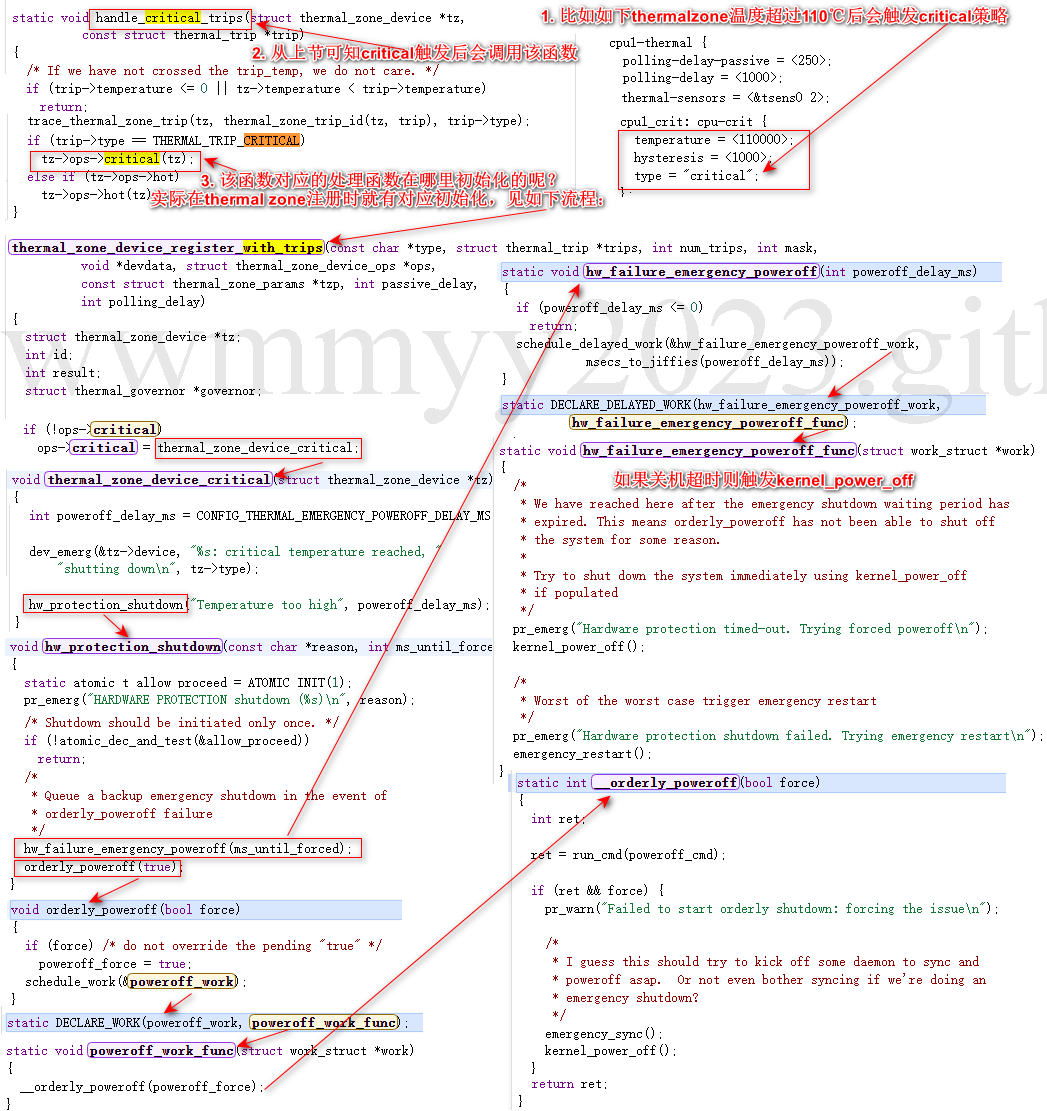 static void handle_critical_trips(struct thermal_zone_device *tz,
const struct thermal_trip *trip)
{
/* If we have not crossed the trip_temp, we do not care. */
if (trip->temperature <= 0 || tz->temperature < trip->temperature)
return;
trace_thermal_zone_trip(tz, thermal_zone_trip_id(tz, trip), trip->type);
if (trip->type == THERMAL_TRIP_CRITICAL)
tz->ops->critical(tz);
else if (tz->ops->hot)
tz->ops->hot(tz)
}
1. 比如如下thermalzone温度超过110℃后会触发critical策略
2. 从上节可知critical触发后会调用该函数
3. 该函数对应的处理函数在哪里初始化的呢?
实际在thermal zone注册时就有对应初始化,见如下流程:
cpu1-thermal {
polling-delay-passive = <250>;
polling-delay = <1000>;
thermal-sensors = <&tsens0 2>;
cpu1_crit: cpu-crit {
temperature = <110000>;
hysteresis = <1000>;
type = "critical";
};
thermal_zone_device_register_with_trips(const char *type, struct thermal_trip *trips, int num_trips, int mask,
void *devdata, struct thermal_zone_device_ops *ops,
const struct thermal_zone_params *tzp, int passive_delay,
int polling_delay)
{
struct thermal_zone_device *tz;
int id;
int result;
struct thermal_governor *governor;
if (!ops->critical)
ops->critical = thermal_zone_device_critical;
void thermal_zone_device_critical(struct thermal_zone_device *tz)
{
int poweroff_delay_ms = CONFIG_THERMAL_EMERGENCY_POWEROFF_DELAY_MS
dev_emerg(&tz->device, "%s: critical temperature reached, "
"shutting down\n", tz->type);
hw_protection_shutdown("Temperature too high", poweroff_delay_ms);
}
void hw_protection_shutdown(const char *reason, int ms_until_force
{
static atomic_t allow_proceed = ATOMIC_INIT(1);
pr_emerg("HARDWARE PROTECTION shutdown (%s)\n", reason);
/* Shutdown should be initiated only once. */
if (!atomic_dec_and_test(&allow_proceed))
return;
/*
* Queue a backup emergency shutdown in the event of
* orderly_poweroff failure
*/
hw_failure_emergency_poweroff(ms_until_forced);
orderly_poweroff(true);
}
void orderly_poweroff(bool force)
{
if (force) /* do not override the pending "true" */
poweroff_force = true;
schedule_work(&poweroff_work);
}
static DECLARE_WORK(poweroff_work, poweroff_work_func);
static void poweroff_work_func(struct work_struct *work)
{
__orderly_poweroff(poweroff_force);
}
static void hw_failure_emergency_poweroff(int poweroff_delay_ms)
{
if (poweroff_delay_ms <= 0)
return;
schedule_delayed_work(&hw_failure_emergency_poweroff_work,
msecs_to_jiffies(poweroff_delay_ms));
}
static DECLARE_DELAYED_WORK(hw_failure_emergency_poweroff_work,
hw_failure_emergency_poweroff_func);
static void hw_failure_emergency_poweroff_func(struct work_struct *work)
{
如果关机超时则触发kernel_power_off
/*
* We have reached here after the emergency shutdown waiting period has
* expired. This means orderly_poweroff has not been able to shut off
* the system for some reason.
*
* Try to shut down the system immediately using kernel_power_off
* if populated
*/
pr_emerg("Hardware protection timed-out. Trying forced poweroff\n");
kernel_power_off();
/*
* Worst of the worst case trigger emergency restart
*/
pr_emerg("Hardware protection shutdown failed. Trying emergency restart\n");
emergency_restart();
}
static int __orderly_poweroff(bool force)
{
int ret;
ret = run_cmd(poweroff_cmd);
if (ret && force) {
pr_warn("Failed to start orderly shutdown: forcing the issue\n");
/*
* I guess this should try to kick off some daemon to sync and
* poweroff asap.  Or not even bother syncing if we're doing an
* emergency shutdown?
*/
emergency_sync();
kernel_power_off();
}
return ret;
}